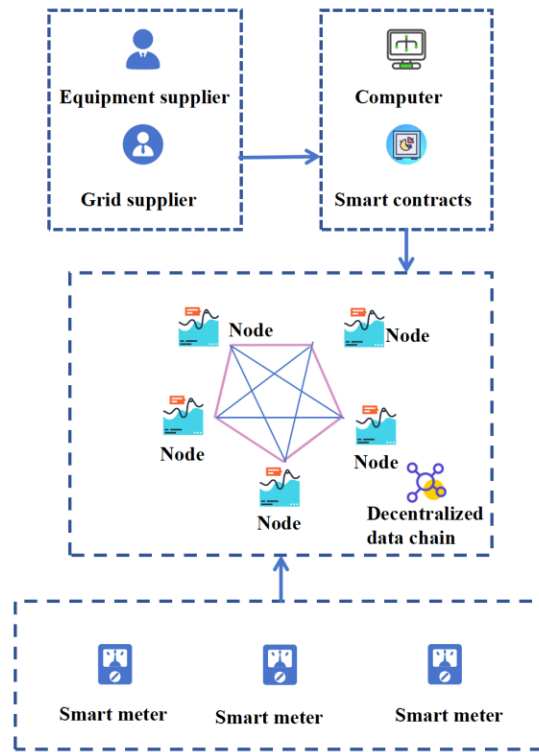 Equipment supplier
Grid supplier
Computer
Smart contracts
Node
Node
Node
Node
Node
Decentralized
data chain
Smart meter
Smart meter
Smart meter